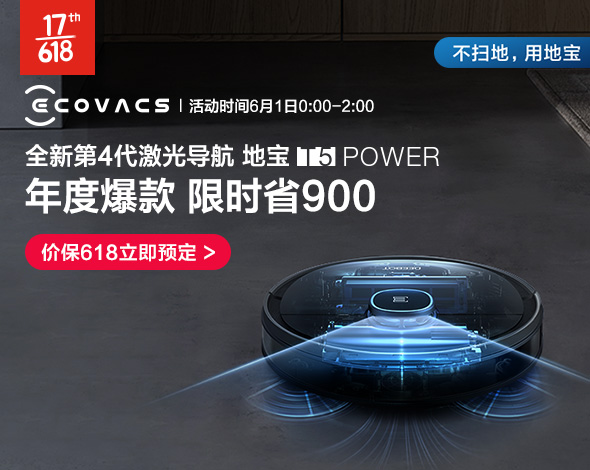 17th
618
不扫地，用地宝
ECOVACS | 活动时间6月1日0:00-2:00
全新第4代激光导航 地宝 T5 POWER
年度爆款 限时省900
价保618立即预定 >
DEEBOT